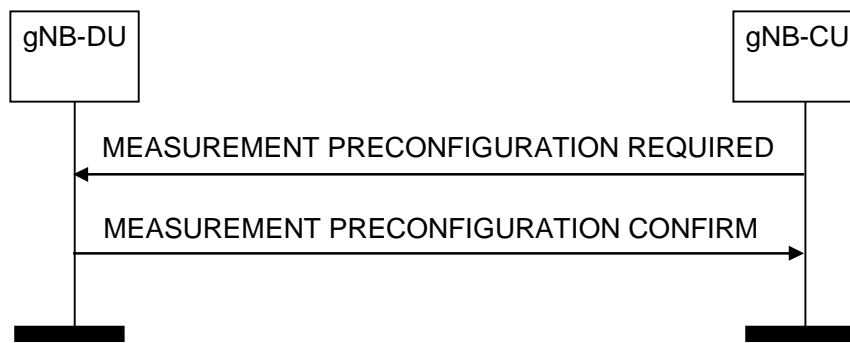 gNB-DU
gNB-CU
MEASUREMENT PRECONFIGURATION REQUIRED
MEASUREMENT PRECONFIGURATION CONFIRM